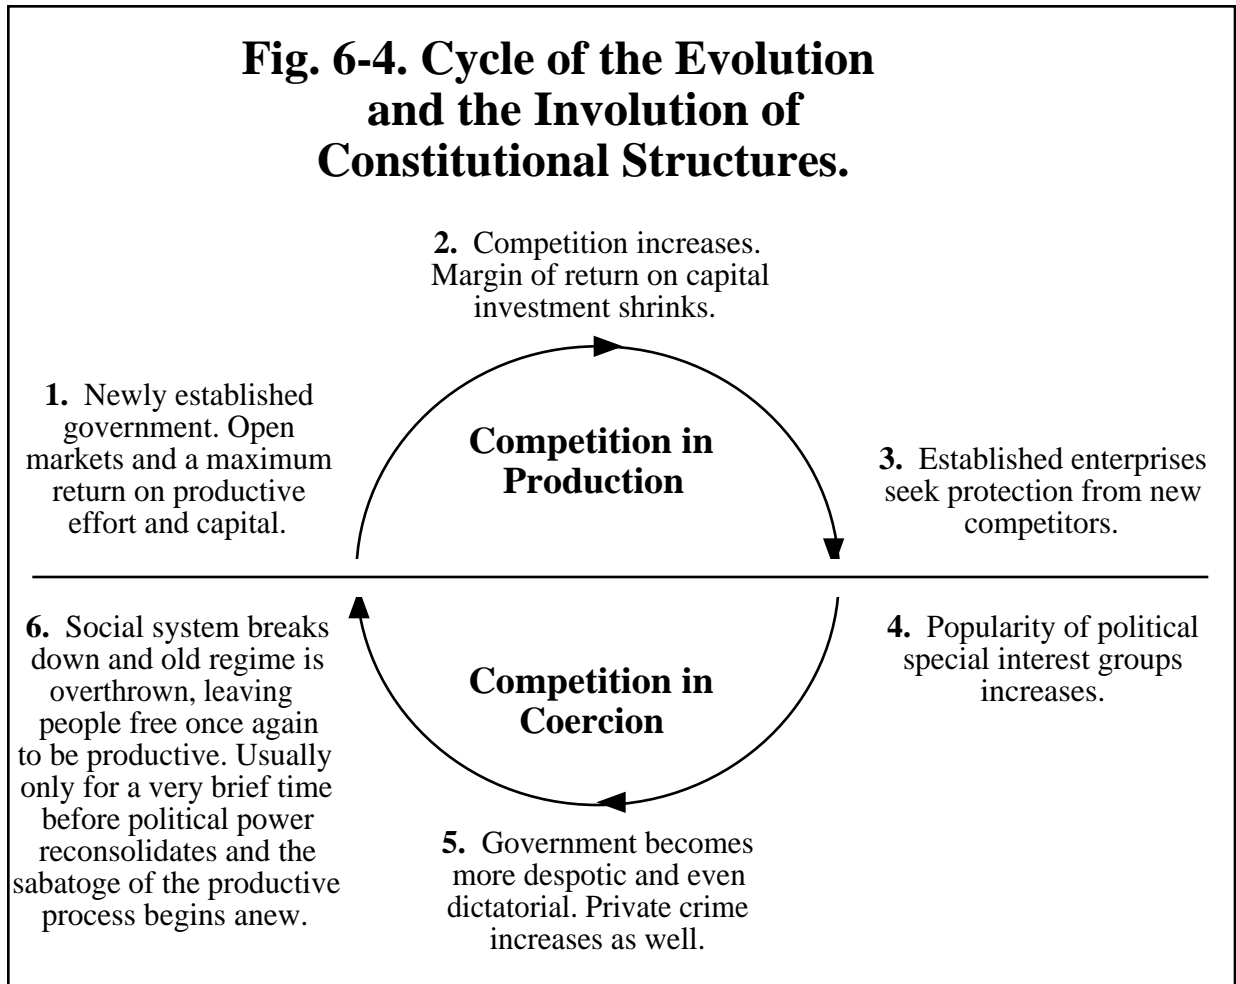 Fig. 6-4. Cycle of the Evolution
and the Involution of
Constitutional Structures.
2. Competition increases.
Margin of return on capital
investment shrinks.
1. Newly established
government. Open
markets and a maximum
return on productive
effort and capital.
Competition in
Production
3. Established enterprises
seek protection from new
competitors.
6. Social system breaks
down and old regime is
overthrown, leaving
people free once again
to be productive. Usually
only for a very brief time
before political power
reconsolidates and the
sabatoge of the productive
process begins anew.
Competition in
Coercion
4. Popularity of political
special interest groups
increases.
5. Government becomes
more despotic and even
dictatorial. Private crime
increases as well.